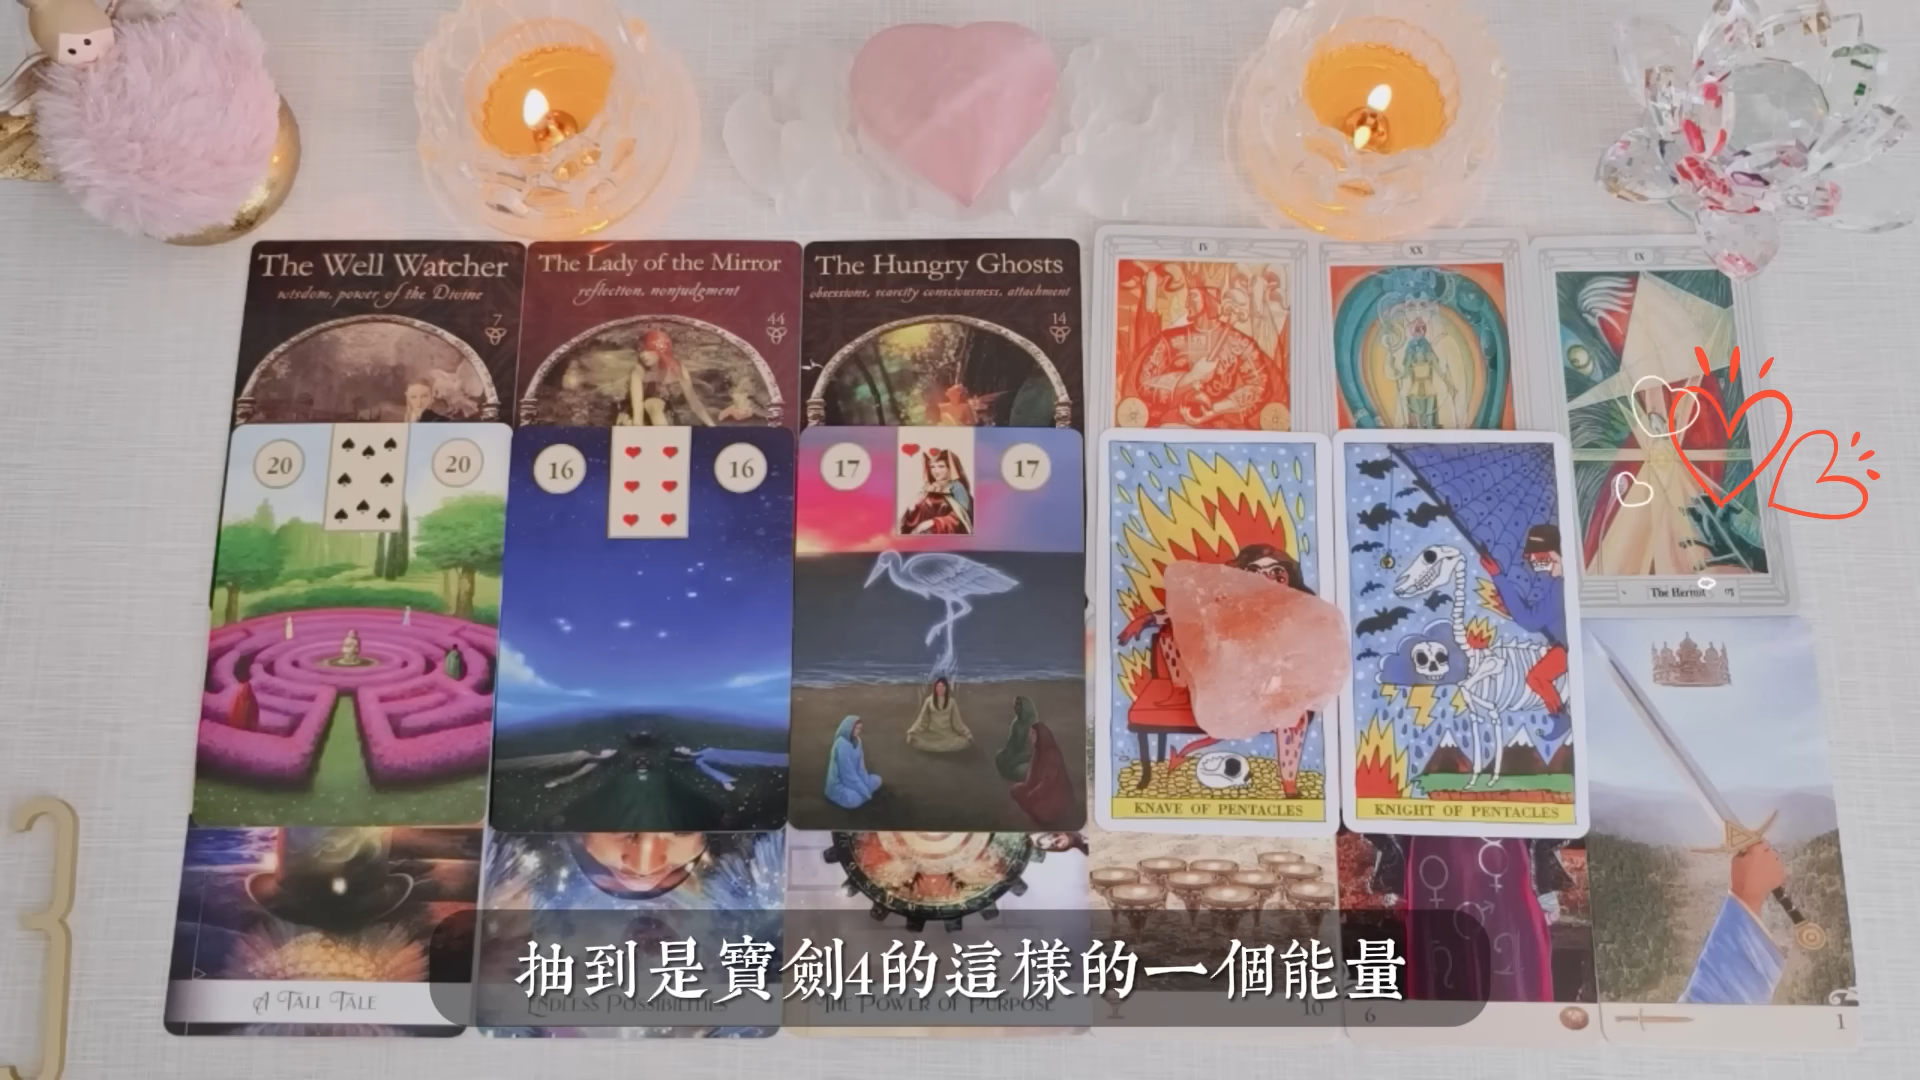 The Well Watcher
wisdom, power of the Divine
7
The Lady of the Mirror
reflection, nonjudgment
44
The Hungry Ghosts
obsessions, scarcity consciousness, attachment
14
IV
XX
IX
The Hermit
20
20
16
16
17
17
KNAVE OF PENTACLES
KNIGHT OF PENTACLES
3
A TALL TALE
ENDLESS POSSIBILITIES
THE POWER OF PURPOSE
10
6
1
抽到是寶劍4的這樣的一個能量